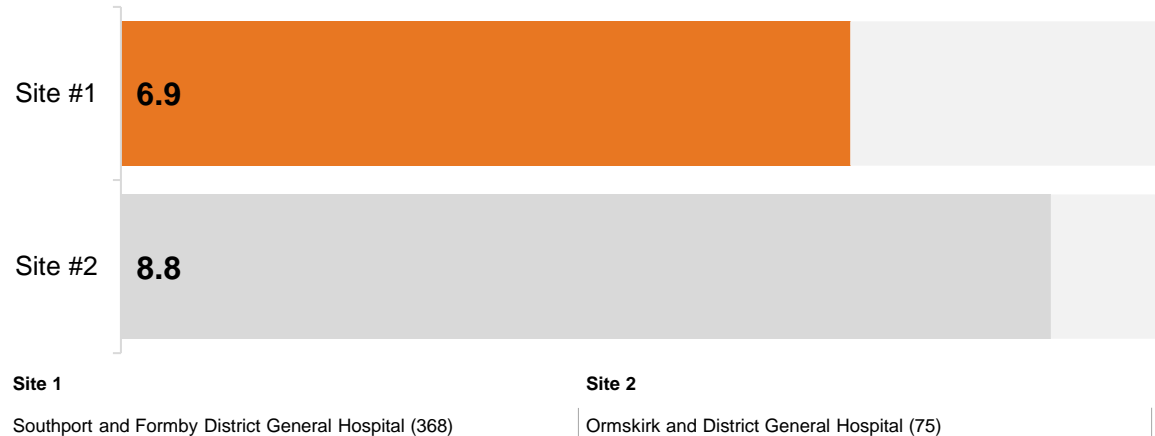 Site #1 6.9
Site #2 8.8
Site 1 Site 2
Southport and Formby District General Hospital (368) Ormskirk and District General Hospital (75)